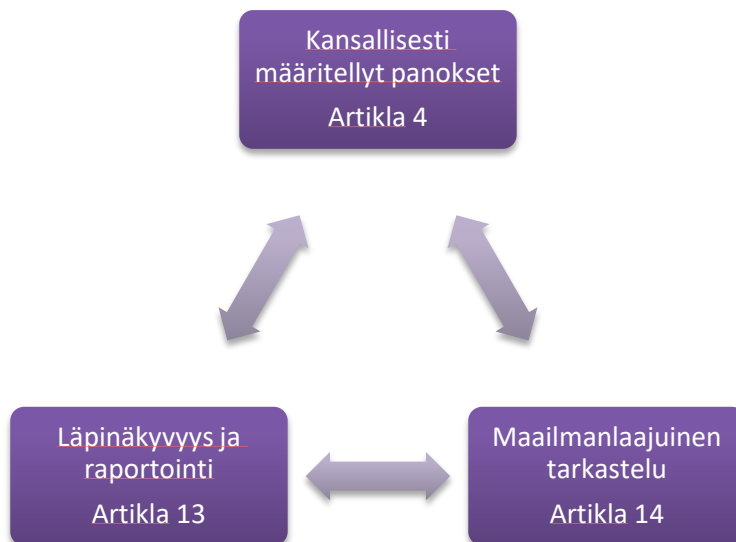 Kansallisesti
määritellyt panokset
Artikla 4
Läpinäkyvyys ja
raportointi
Artikla 13
Maailmanlaajuinen
tarkastelu
Artikla 14